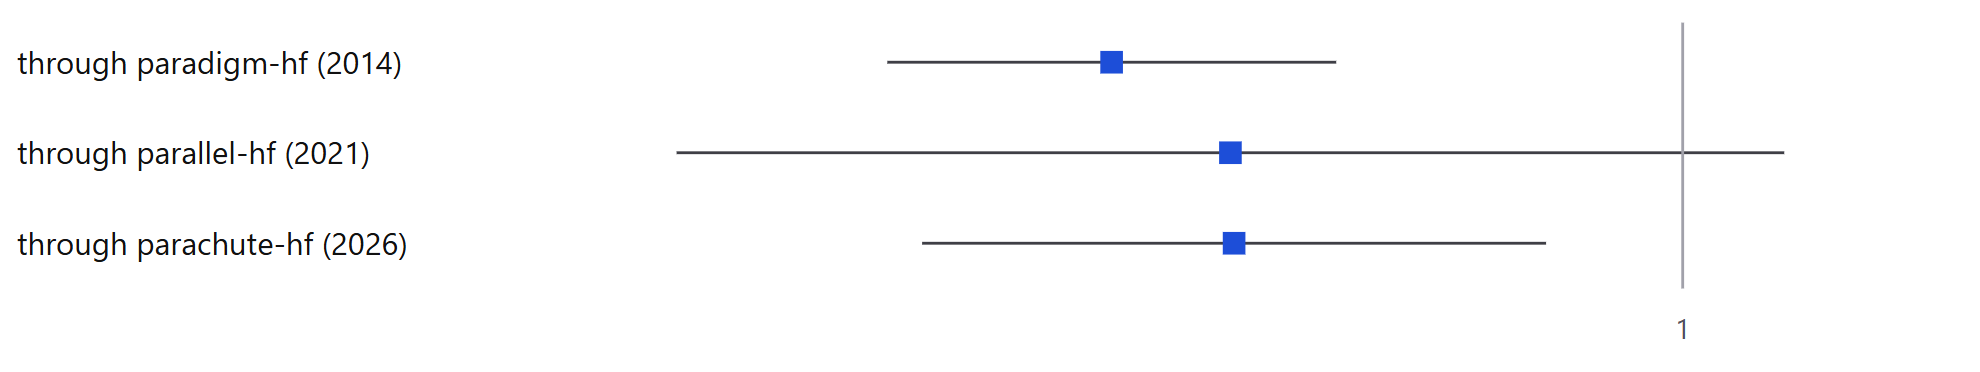 through paradigm-hf (2014)
through parallel-hf (2021)
through parachute-hf (2026)
1